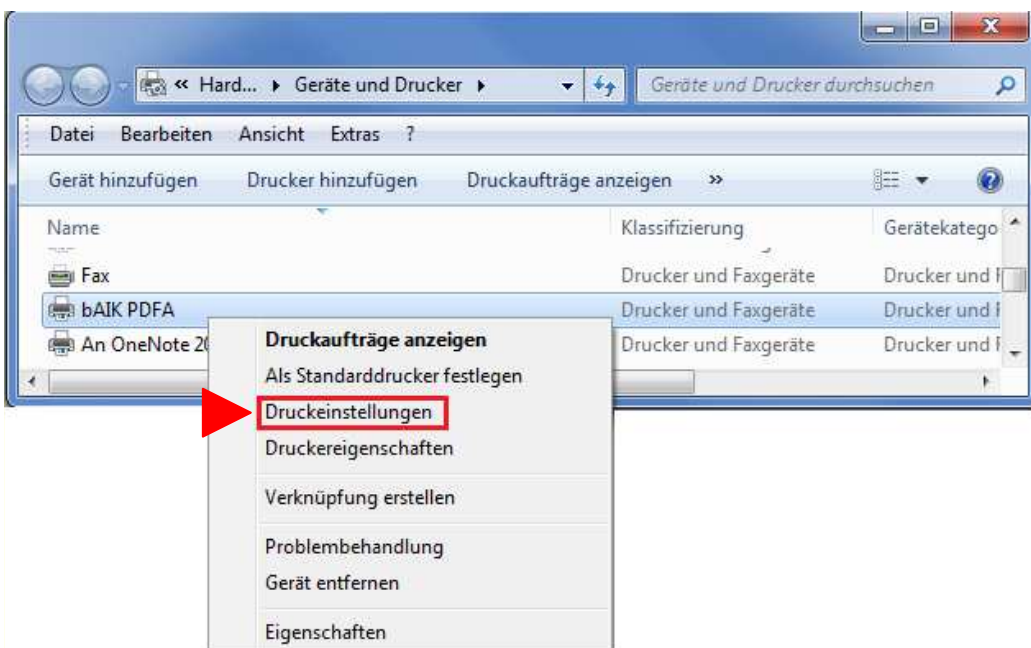 « Hard... Geräte und Drucker Geräte und Drucker durchsuchen
Datei Bearbeiten Ansicht Extras ?
Gerät hinzufügen Drucker hinzufügen Druckaufträge anzeigen »
Name Klassifizierung Gerätekatego
Fax Drucker und Faxgeräte Drucker und F
bAIK PDFA Drucker und Faxgeräte Drucker und F
An OneNote 20 Drucker und Faxgeräte Drucker und F
Druckaufträge anzeigen
Als Standarddrucker festlegen
Druckeinstellungen
Druckereigenschaften
Verknüpfung erstellen
Problembehandlung
Gerät entfernen
Eigenschaften